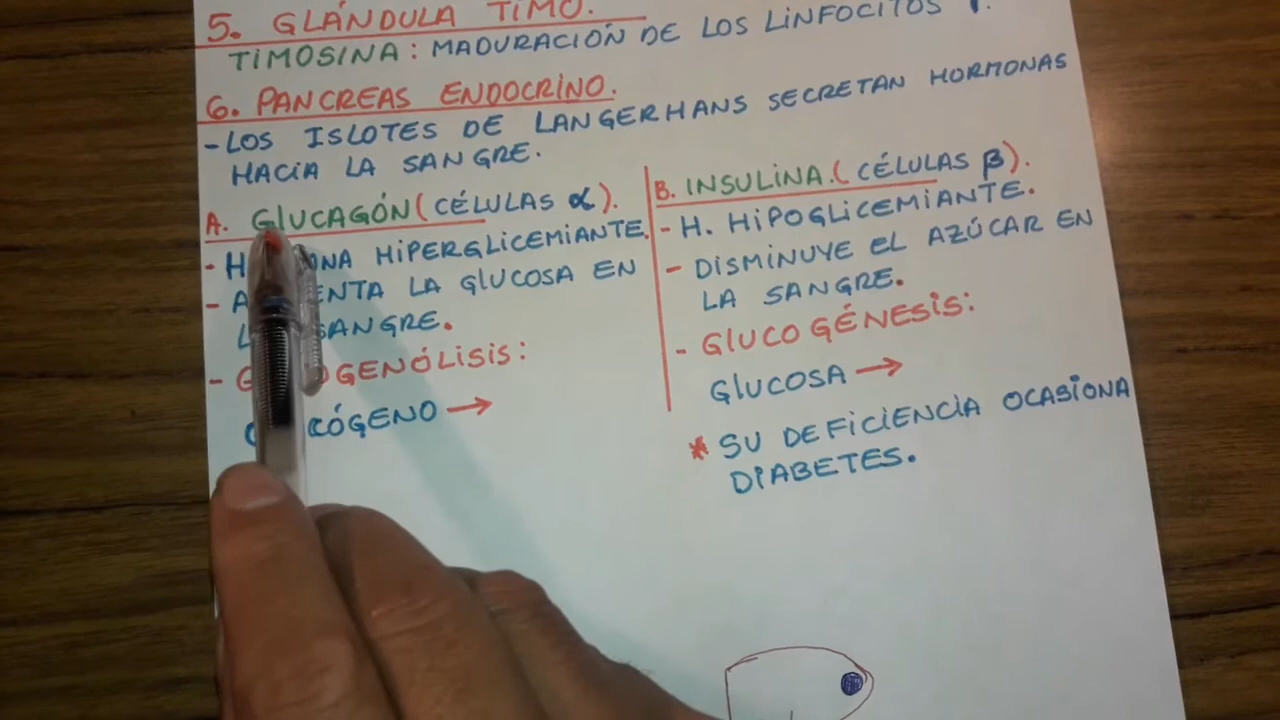 5. GLÁNDULA TIMO.
TIMOSINA: MADURACIÓN DE LOS LINFOCITOS
6. PANCREAS ENDOCRINO.
- LOS ISLOTES DE LANGERHANS SECRETAN HORMONAS
HACIA LA SANGRE.
A. GLUCAGÓN (CÉLULAS α).
- HIPERGLICEMIANTE.
- LA GLUCOSA EN
SANGRE.
-
→
B. INSULINA. (CÉLULAS β).
- H. HIPOGLICEMIANTE.
- DISMINUYE EL AZÚCAR EN
LA SANGRE.
- GLUCOGÉNESIS:
GLUCOSA →
* SU DEFICIENCIA OCASIONA
DIABETES.